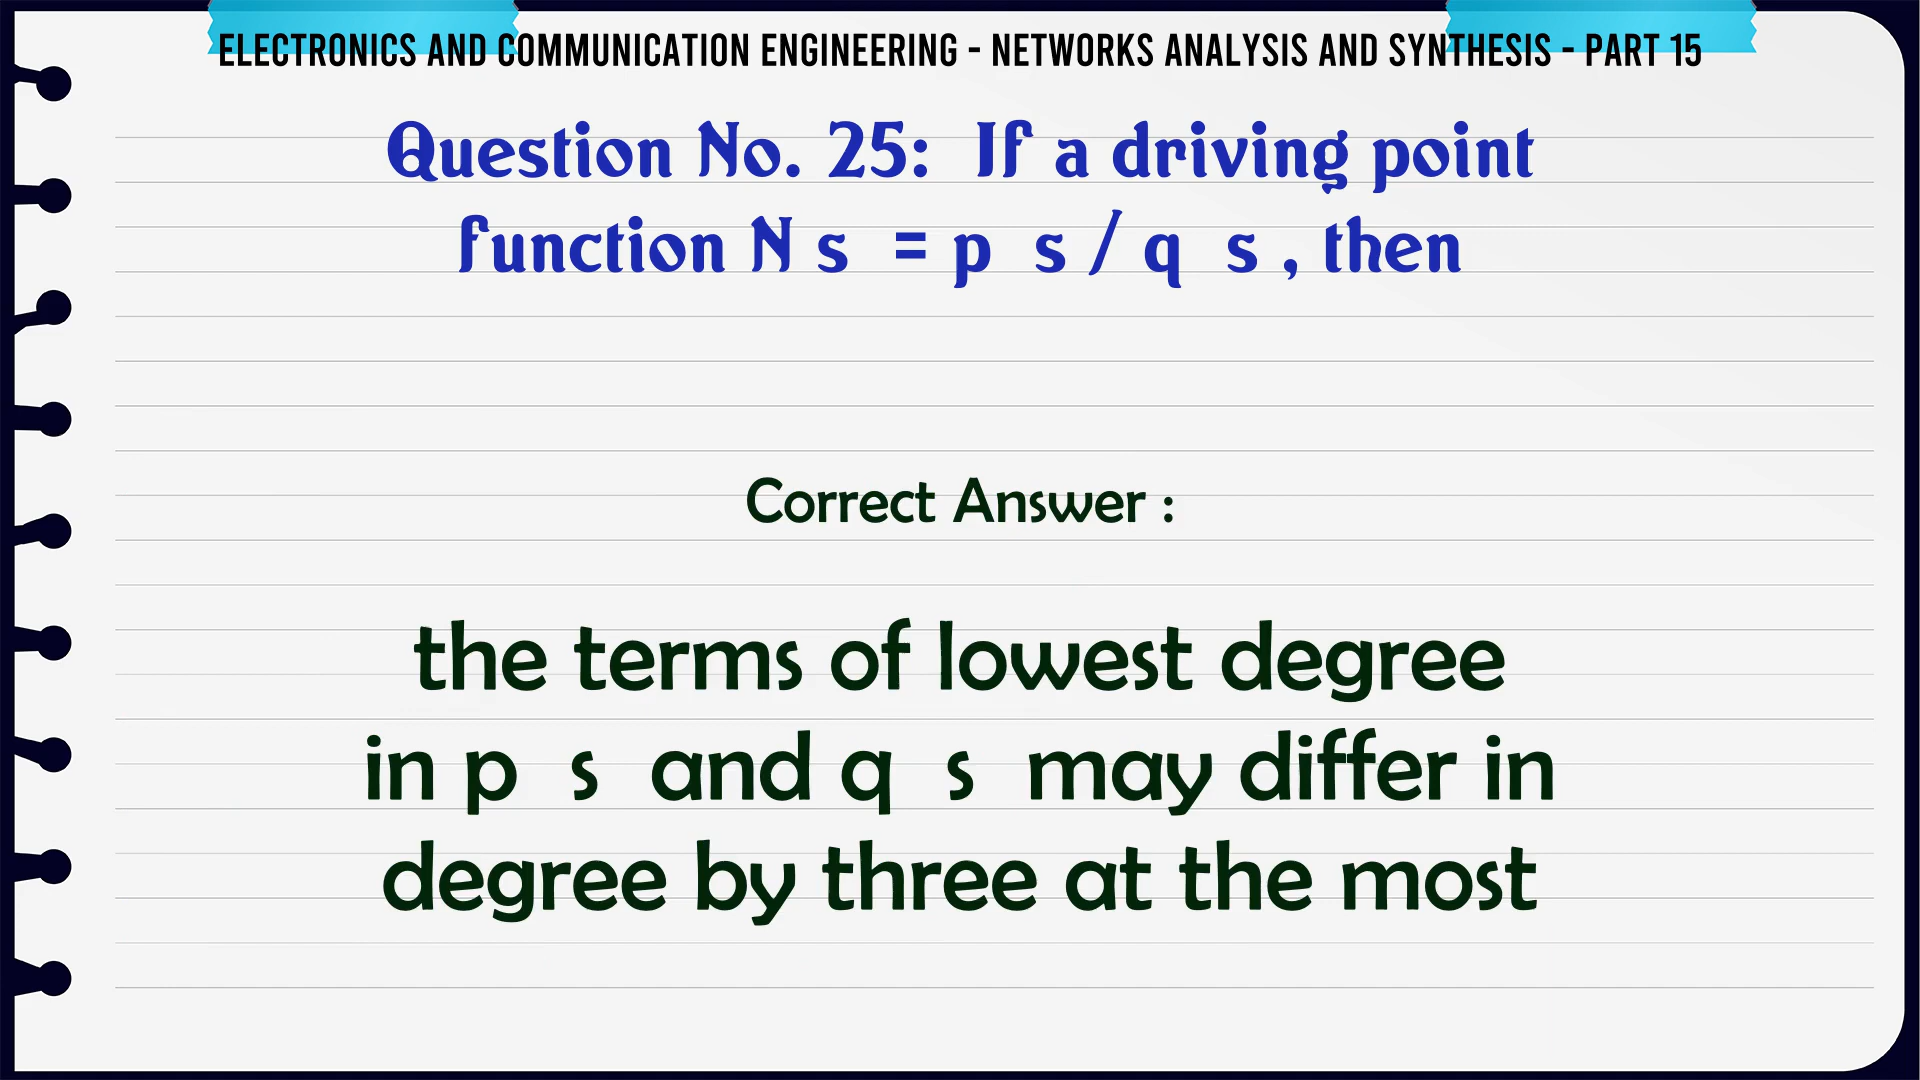 ELECTRONICS AND COMMUNICATION ENGINEERING - NETWORKS ANALYSIS AND SYNTHESIS - PART 15
Question No. 25: If a driving point
function N s = p s / q s , then
Correct Answer :
the terms of lowest degree
in p s and q s may differ in
degree by three at the most